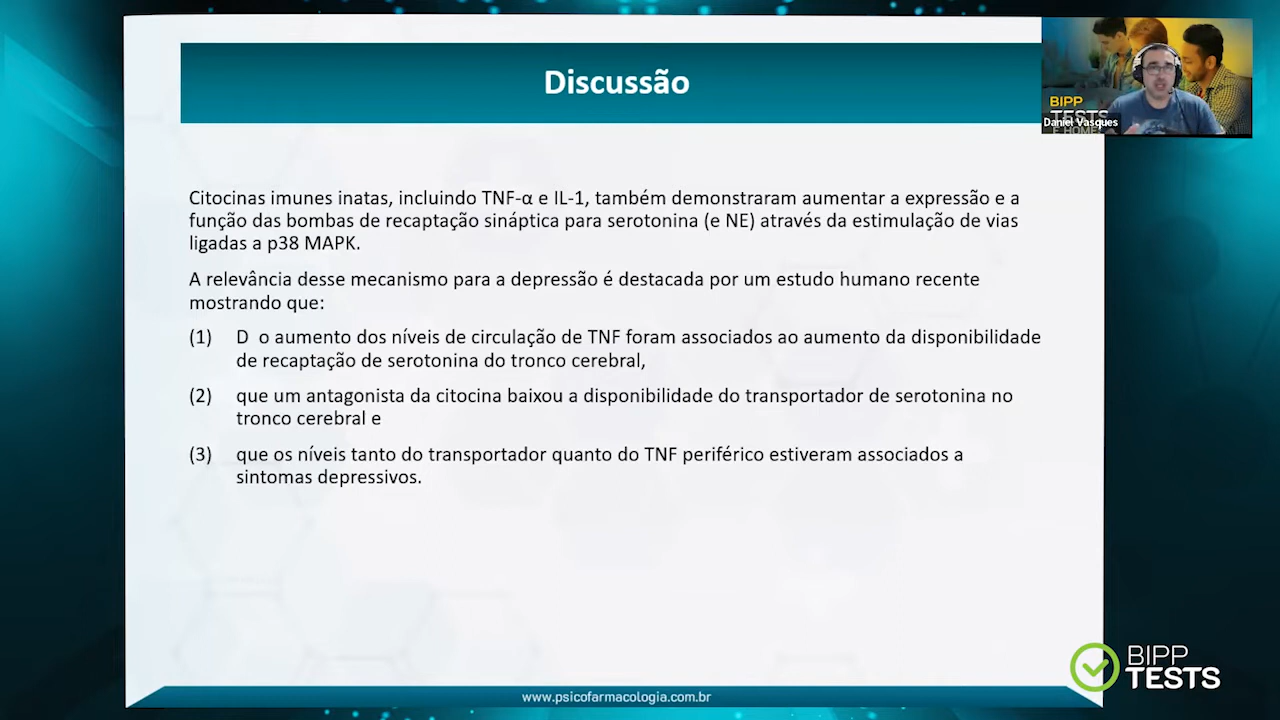 Discussão
BIPP
TESTS
E HOME
Daniel Vasques
Citocinas imunes inatas, incluindo TNF-α e IL-1, também demonstraram aumentar a expressão e a
função das bombas de recaptação sináptica para serotonina (e NE) através da estimulação de vias
ligadas a p38 MAPK.
A relevância desse mecanismo para a depressão é destacada por um estudo humano recente
mostrando que:
(1) D o aumento dos níveis de circulação de TNF foram associados ao aumento da disponibilidade
de recaptação de serotonina do tronco cerebral,
(2) que um antagonista da citocina baixou a disponibilidade do transportador de serotonina no
tronco cerebral e
(3) que os níveis tanto do transportador quanto do TNF periférico estiveram associados a
sintomas depressivos.
www.psicofarmacologia.com.br
BIPP
TESTS